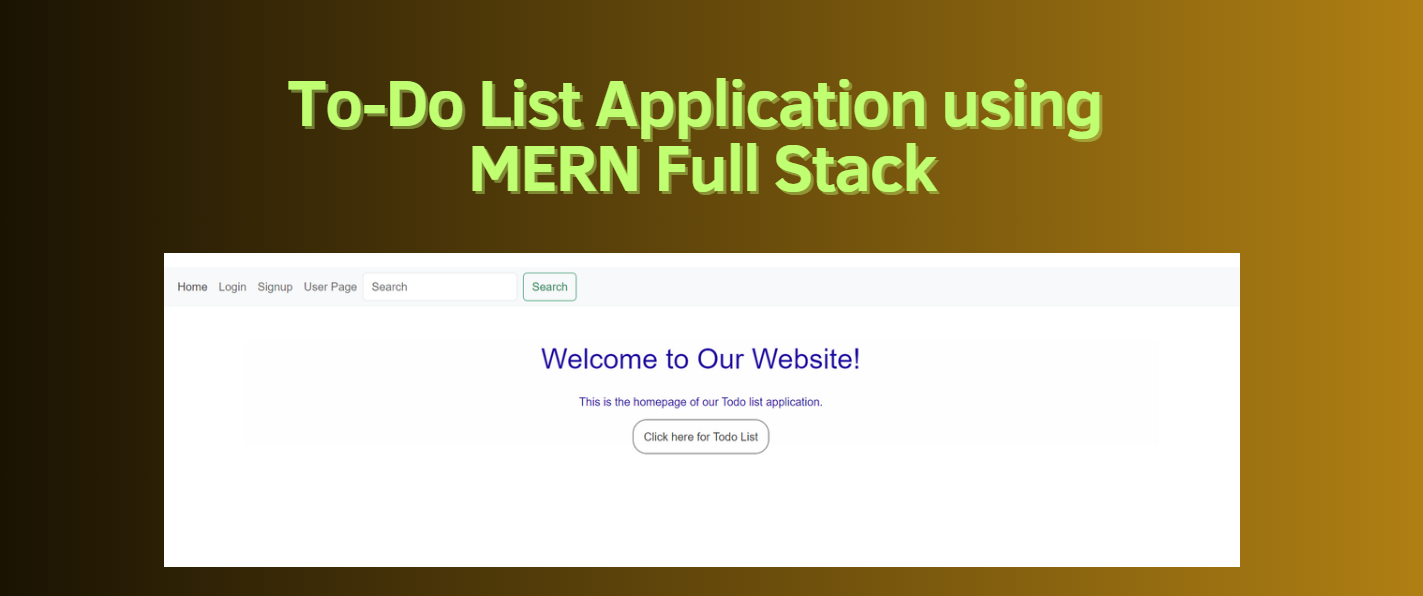 To-Do List Application using
MERN Full Stack
Home Login Signup User Page Search Search
Welcome to Our Website!
This is the homepage of our Todo list application.
Click here for Todo List